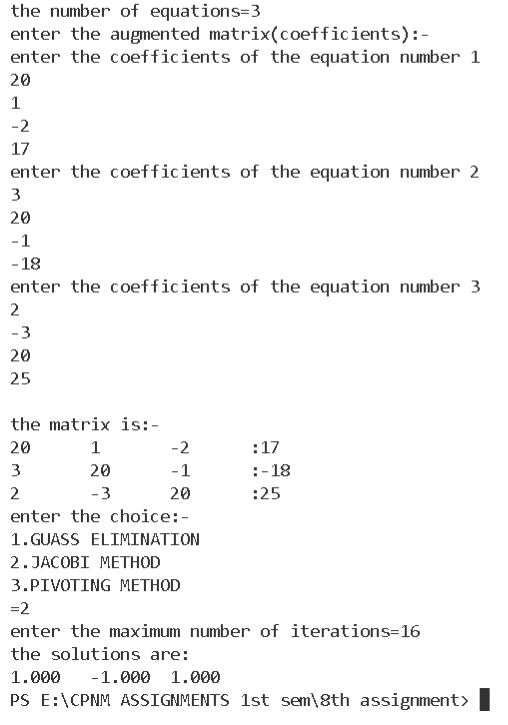 the number of equations=3
enter the augmented matrix(coefficients):-
enter the coefficients of the equation number 1
20
1
-2
17
enter the coefficients of the equation number 2
3
20
-1
-18
enter the coefficients of the equation number 3
2
-3
20
25
the matrix is:-
20 1 -2 :17
3 20 -1 :-18
2 -3 20 :25
enter the choice:-
1.GUASS ELIMINATION
2.JACOBI METHOD
3.PIVOTING METHOD
=2
enter the maximum number of iterations=16
the solutions are:
1.000 -1.000 1.000
PS E:\CPNM ASSIGNMENTS 1st sem\8th assignment>